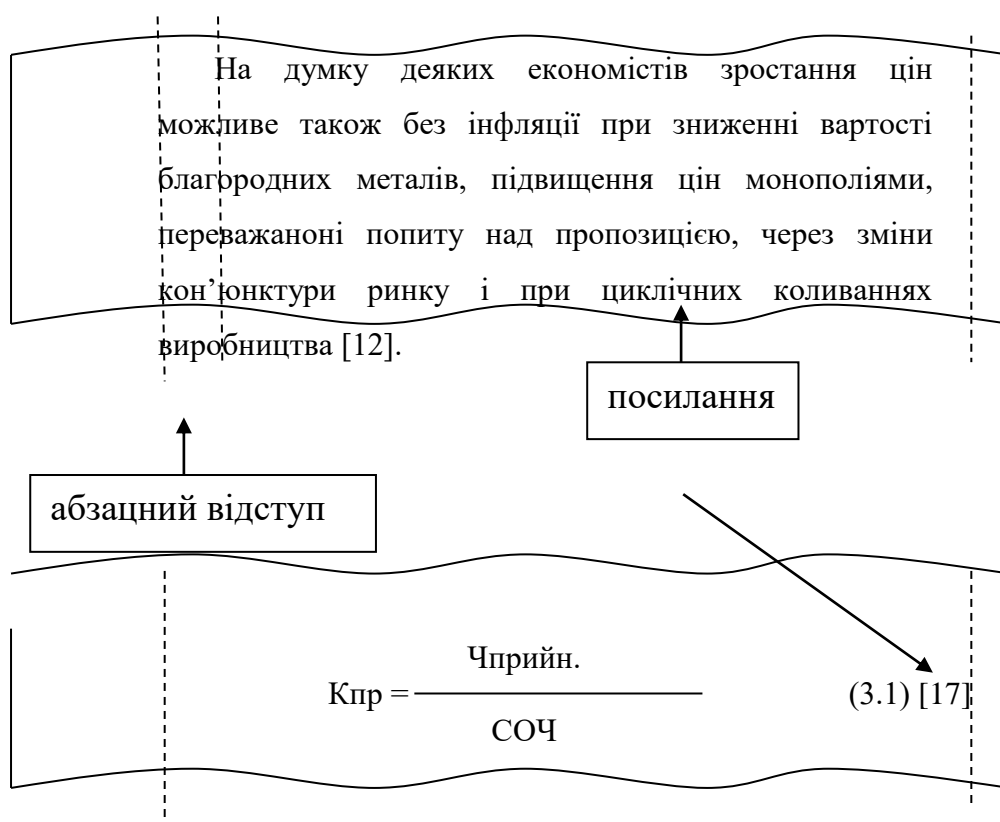 На думку деяких економістів зростання цін
можливе також без інфляції при зниженні вартості
благородних металів, підвищення цін монополіями,
переважаноні попиту над пропозицією, через зміни
кон’юнктури ринку і при циклічних коливаннях
виробництва [12].
посилання
абзацний відступ
Чприйн.
Кпр = (3.1) [17]
СОЧ